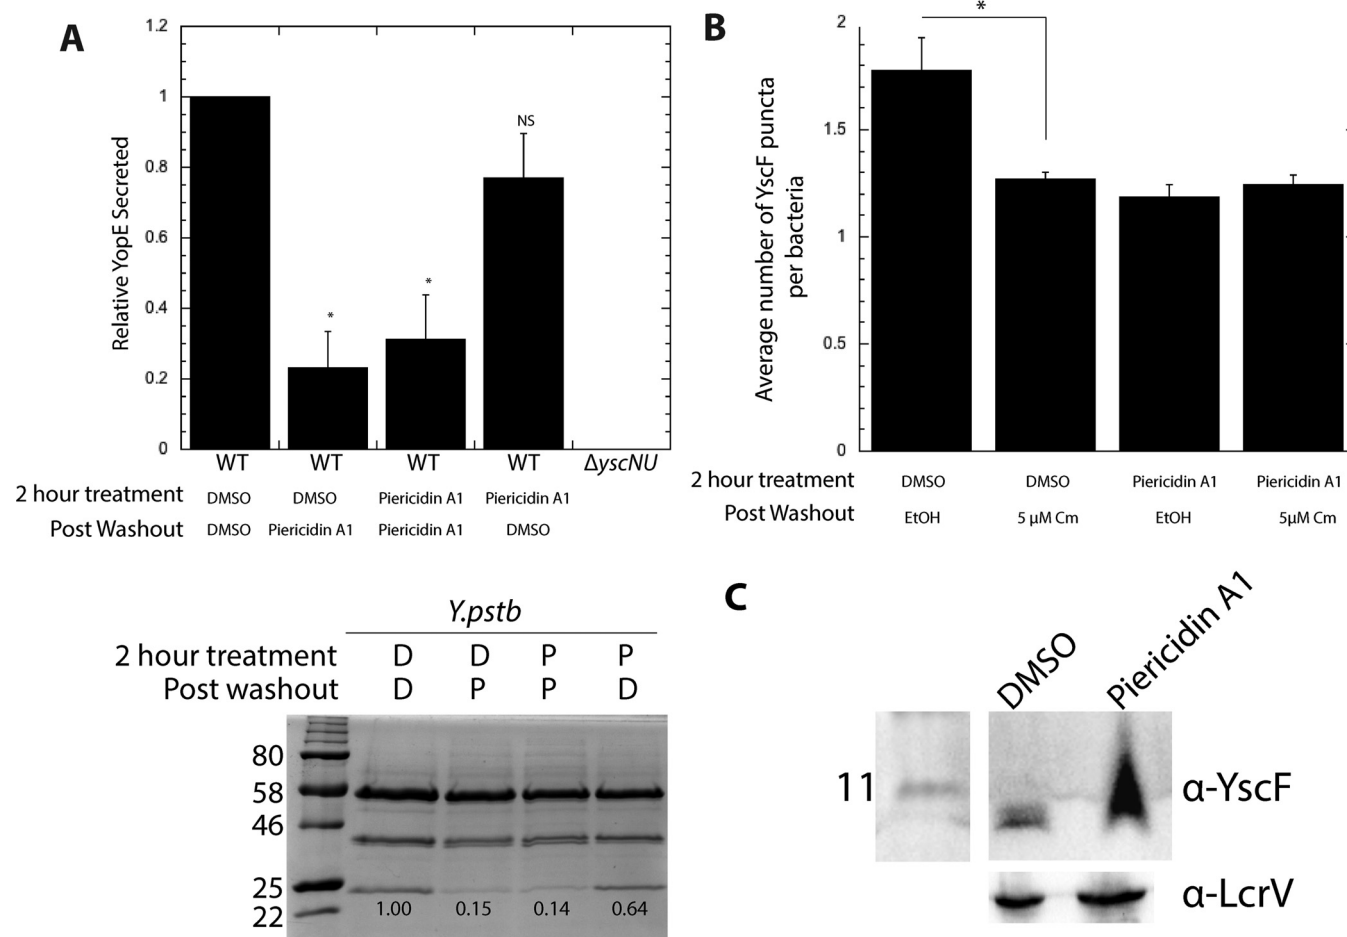 A
1.2
1
0.8
0.6
0.4
0.2
0
Relative YopE Secreted
*
*
NS
WT WT WT WT ΔyscNU
2 hour treatment DMSO DMSO Piericidin A1 Piericidin A1
Post Washout DMSO Piericidin A1 Piericidin A1 DMSO
B
2
1.5
1
0.5
0
Average number of YscF puncta
per bacteria
*
2 hour treatment DMSO DMSO Piericidin A1 Piericidin A1
Post Washout EtOH 5 µM Cm EtOH 5µM Cm
Y.pstb
2 hour treatment D D P P
Post washout D P P D
80
58
46
25
22
1.00 0.15 0.14 0.64
C
DMSO
Piericidin A1
11
α-YscF
α-LcrV